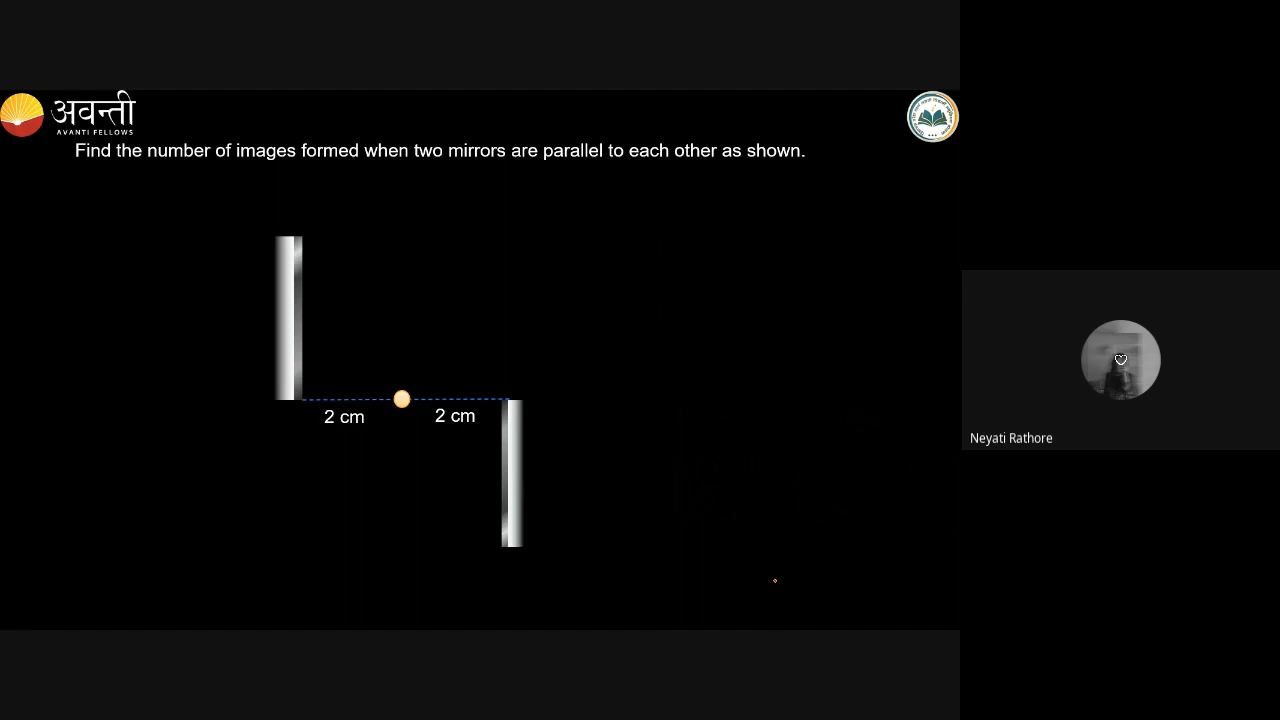 अवन्ती
AVANTI FELLOWS
Find the number of images formed when two mirrors are parallel to each other as shown.
2 cm
2 cm
Neyati Rathore